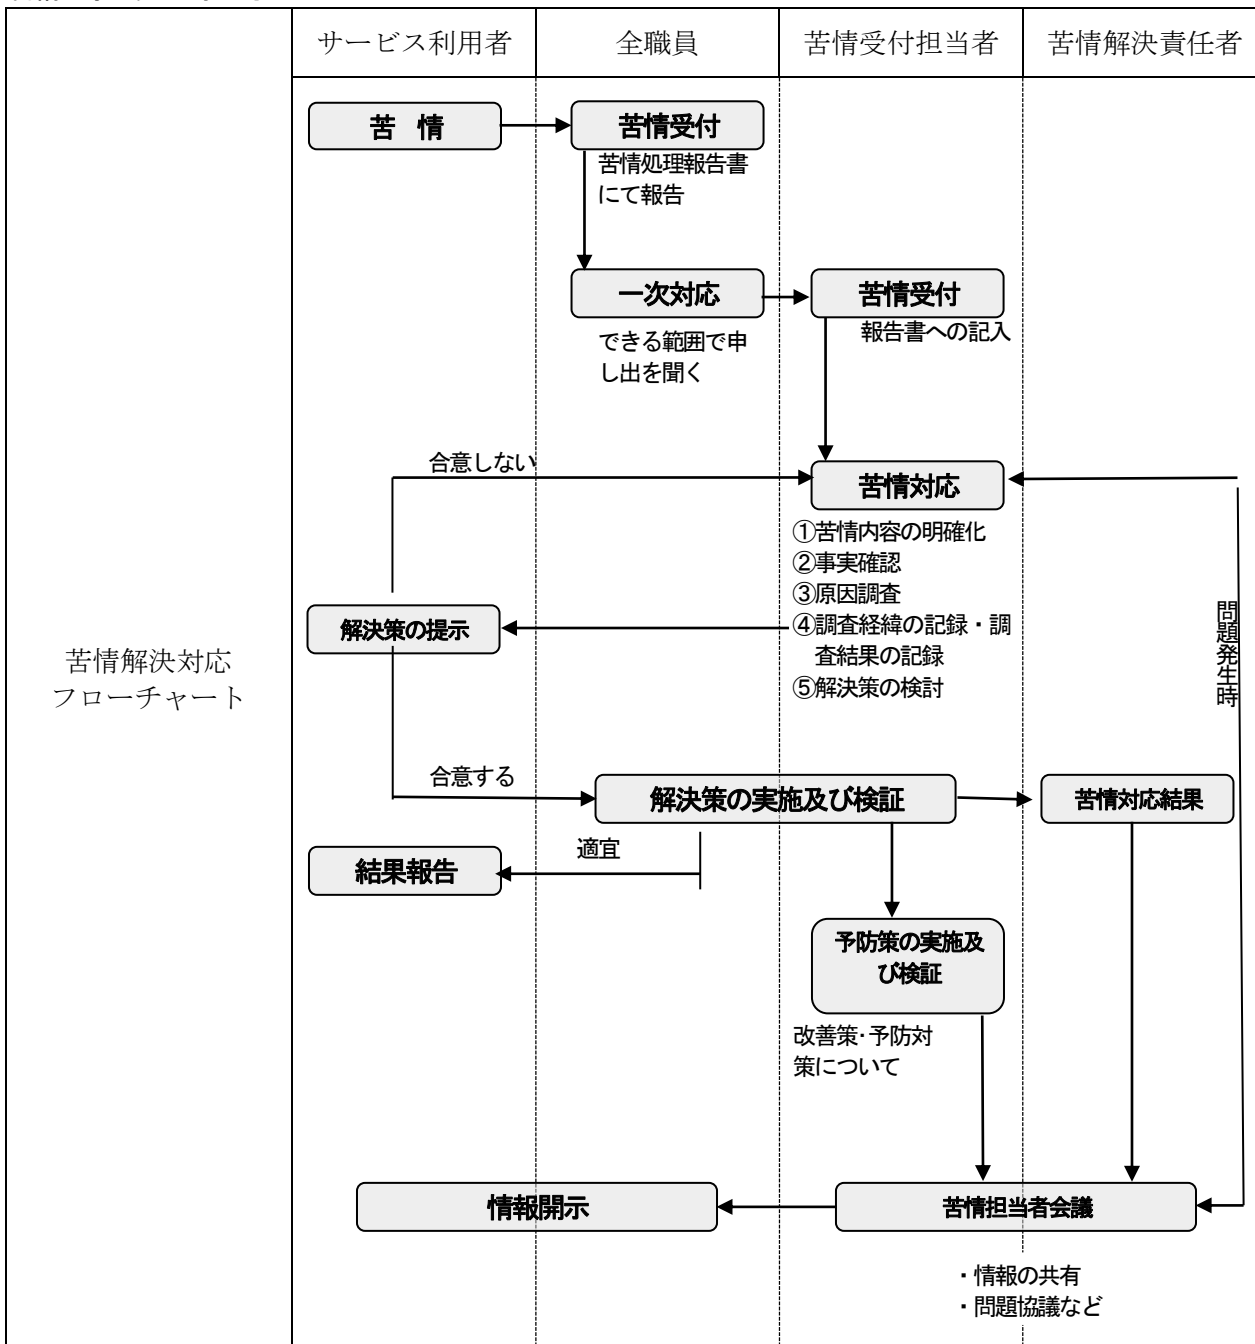 サービス利用者
全職員
苦情受付担当者
苦情解決責任者
苦　情
苦情受付
苦情処理報告書
にて報告
一次対応
苦情受付
できる範囲で申
し出を聞く
報告書への記入
合意しない
苦情対応
①苦情内容の明確化
②事実確認
③原因調査
④調査経緯の記録・調
査結果の記録
⑤解決策の検討
解決策の提示
問題発生時
苦情解決対応
フローチャート
合意する
解決策の実施及び検証
苦情対応結果
適宜
結果報告
予防策の実施及
び検証
改善策・予防対
策について
情報開示
苦情担当者会議
・情報の共有
・問題協議など